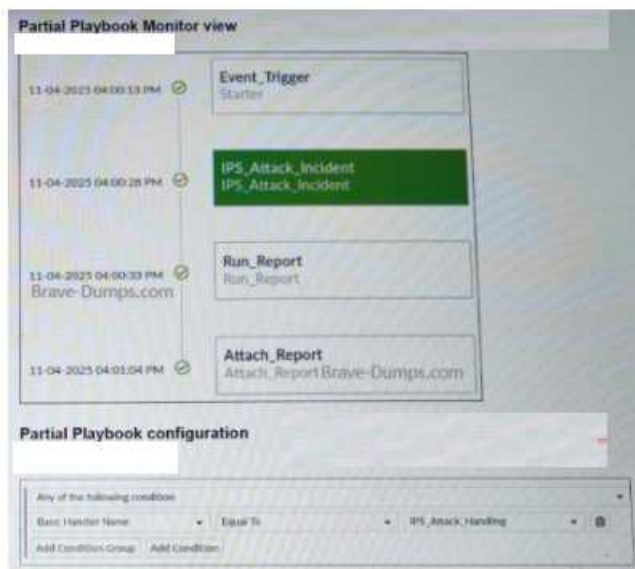 Partial Playbook Monitor view
11-04-2025 04:00:13 PM
Event_Trigger
Starter
11-04-2025 04:00:28 PM
IPS_Attack_Incident
IPS_Attack_Incident
11-04-2025 04:00:33 PM
Run_Report
Run_Report
Brave-Dumps.com
11-04-2025 04:01:04 PM
Attach_Report
Attach_Report Brave-Dumps.com
Partial Playbook configuration
Any of the following condition
Basic Handler Name
Equal To
IPS_Attack_Handling
Add Condition Group
Add Condition